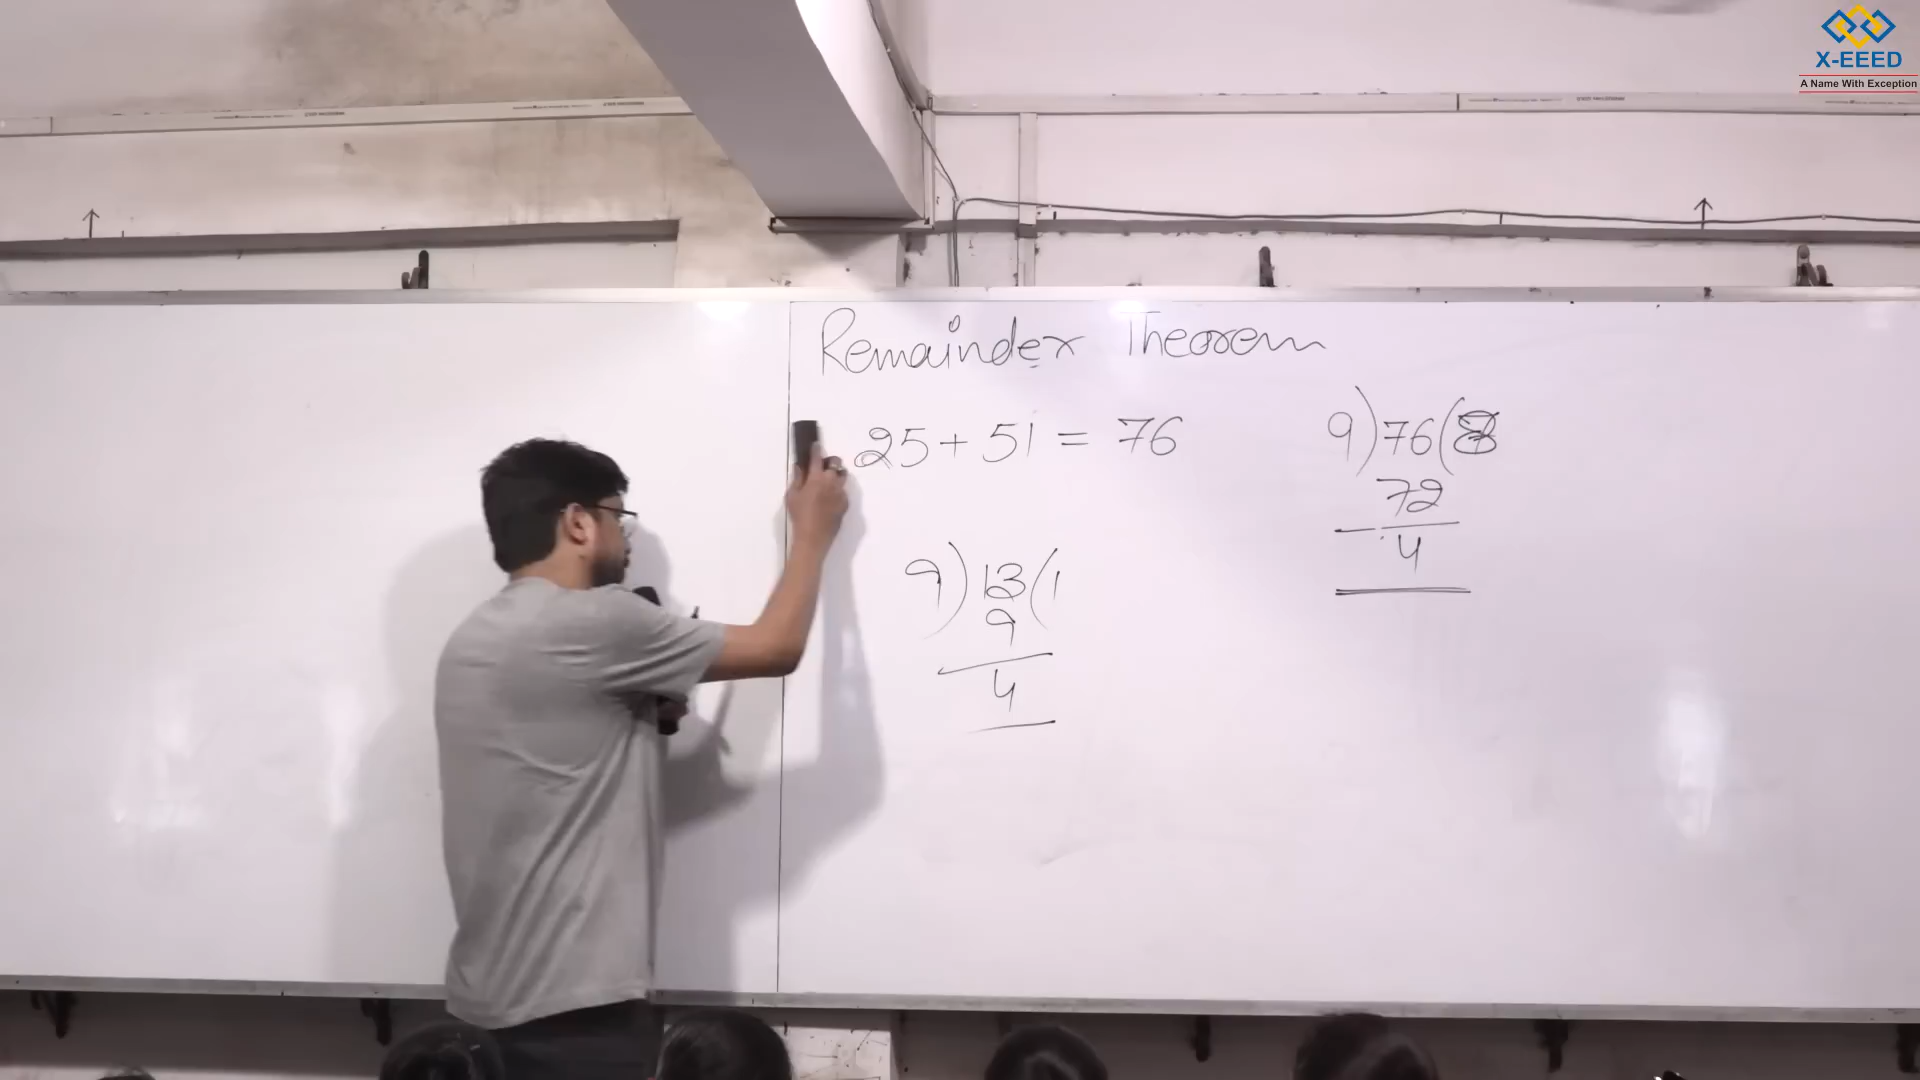 X-EEED
A Name With Exception
Remainder Theorem
25 + 51 = 76
9) 76 (8
72
4
9) 13 (1
9
4